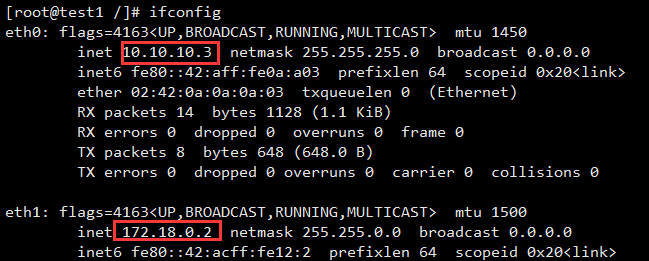 [root@test1 /]# ifconfig
eth0: flags=4163<UP,BROADCAST,RUNNING,MULTICAST>  mtu 1450
        inet 10.10.10.3  netmask 255.255.255.0  broadcast 0.0.0.0
        inet6 fe80::42:aff:fe0a:a03  prefixlen 64  scopeid 0x20<link>
        ether 02:42:0a:0a:0a:03  txqueuelen 0  (Ethernet)
        RX packets 14  bytes 1128 (1.1 KiB)
        RX errors 0  dropped 0  overruns 0  frame 0
        TX packets 8  bytes 648 (648.0 B)
        TX errors 0  dropped 0 overruns 0  carrier 0  collisions 0
eth1: flags=4163<UP,BROADCAST,RUNNING,MULTICAST>  mtu 1500
        inet 172.18.0.2  netmask 255.255.0.0  broadcast 0.0.0.0
        inet6 fe80::42:acff:fe12:2  prefixlen 64  scopeid 0x20<link>